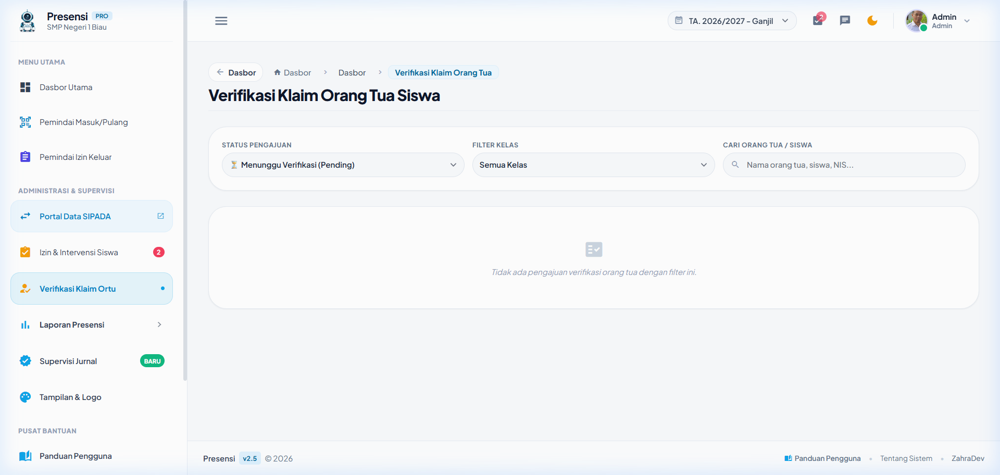 Presensi PRO
SMP Negeri 1 Biau
TA. 2026/2027 - Ganjil
2
Admin
Admin
MENU UTAMA
Dasbor Utama
Pemindai Masuk/Pulang
Pemindai Izin Keluar
ADMINISTRASI & SUPERVISI
Portal Data SIPADA
Izin & Intervensi Siswa 2
Verifikasi Klaim Ortu
Laporan Presensi
Supervisi Jurnal BARU
Tampilan & Logo
PUSAT BANTUAN
Panduan Pengguna
Dasbor Dasbor Dasbor Verifikasi Klaim Orang Tua
Verifikasi Klaim Orang Tua Siswa
STATUS PENGAJUAN
Menunggu Verifikasi (Pending)
FILTER KELAS
Semua Kelas
CARI ORANG TUA / SISWA
Nama orang tua, siswa, NIS...
Tidak ada pengajuan verifikasi orang tua dengan filter ini.
Presensi v2.5 © 2026
Panduan Pengguna • Tentang Sistem • ZahraDev